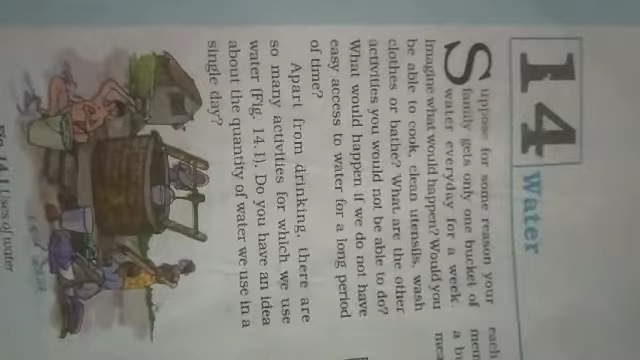 14
Water
Suppose for some reason your
family gets only one bucket of
water everyday for a week.
Imagine what would happen? Would you
be able to cook, clean utensils, wash
clothes or bathe? What are the other
activities you would not be able to do?
What would happen if we do not have
easy access to water for a long period
of time?
Apart from drinking, there are
so many activities for which we use
water (Fig. 14.1). Do you have an idea
about the quantity of water we use in a
single day?
Fig. 14.1 Uses of water
each